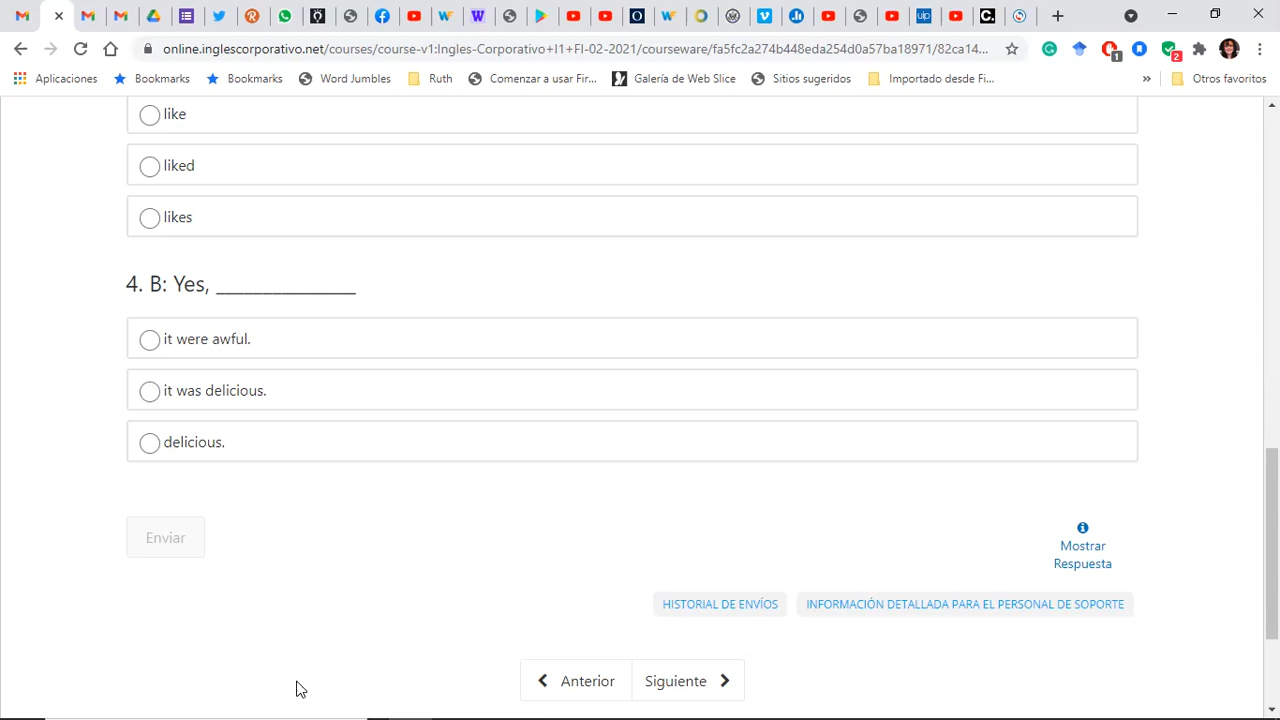 online.inglescorporativo.net/courses/course-v1:Ingles-Corporativo+I1+FI-02-2021/courseware/fa5fc2a274b448eda254d0a57ba18971/82ca14...
Aplicaciones Bookmarks Bookmarks Word Jumbles Ruth Comenzar a usar Fir... Galería de Web Slice Sitios sugeridos Importado desde Fi... » Otros favoritos
like
liked
likes
4. B: Yes, _______________
it were awful.
it was delicious.
delicious.
Enviar
Mostrar
Respuesta
HISTORIAL DE ENVÍOS INFORMACIÓN DETALLADA PARA EL PERSONAL DE SOPORTE
Anterior Siguiente